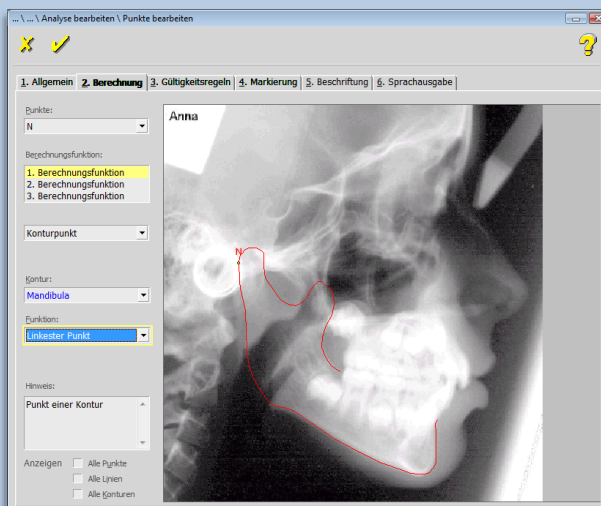 ... \ ... \ Analyse bearbeiten \ Punkte bearbeiten
1. Allgemein 2. Berechnung 3. Gültigkeitsregeln 4. Markierung 5. Beschriftung 6. Sprachausgabe
Punkte:
N
Berechnungsfunktion:
1. Berechnungsfunktion
2. Berechnungsfunktion
3. Berechnungsfunktion
Konturpunkt
Kontur:
Mandibula
Funktion:
Linkester Punkt
Hinweis:
Punkt einer Kontur
Anzeigen
Alle Punkte
Alle Linien
Alle Konturen
Anna
N